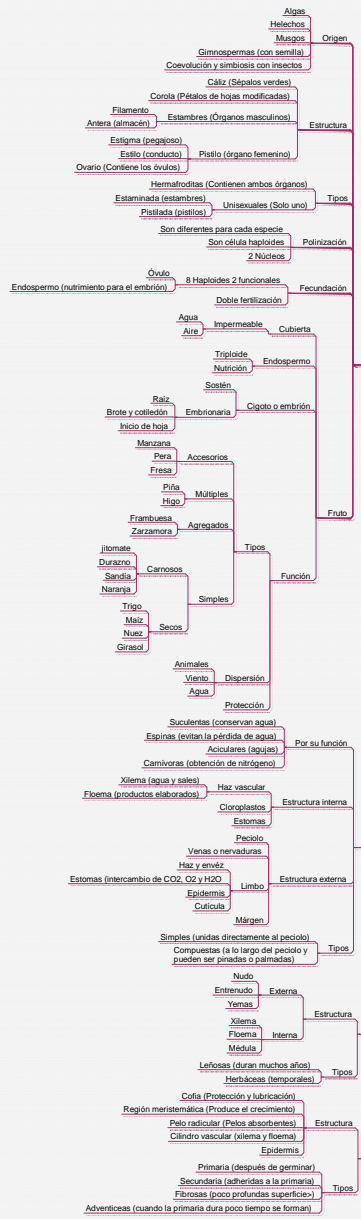 Algas
Helechos
Musgos
Origen
Gimnospermas (con semilla)
Coevolución y simbiosis con insectos
Cáliz (Sépalos verdes)
Corola (Pétalos de hojas modificadas)
Filamento
Estambres (Órganos masculinos)
Antera (almacén)
Estructura
Estigma (pegajoso)
Estilo (conducto)
Pistilo (órgano femenino)
Ovario (Contiene los óvulos)
Hermafroditas (Contienen ambos órganos)
Estaminada (estambres)
Tipos
Unisexuales (Solo uno)
Pistilada (pistilos)
Son diferentes para cada especie
Son célula haploides
Polinización
2 Núcleos
Óvulo
8 Haploides 2 funcionales
Endospermo (nutrimiento para el embrión)
Fecundación
Doble fertilización
Agua
Impermeable
Aire
Cubierta
Triploide
Endospermo
Nutrición
Sostén
Raíz
Cigoto o embrión
Brote y cotiledón
Embrionaria
Inicio de hoja
Manzana
Pera
Accesorios
Fresa
Piña
Múltiples
Higo
Fruto
Frambuesa
Agregados
Zarzamora
Tipos
jitomate
Durazno
Carnosos
Sandía
Función
Naranja
Simples
Trigo
Maíz
Secos
Nuez
Girasol
Animales
Viento
Dispersión
Agua
Protección
Suculentas (conservan agua)
Espinas (evitan la pérdida de agua)
Por su función
Aciculares (agujas)
Carnívoras (obtención de nitrógeno)
Xilema (agua y sales)
Haz vascular
Floema (productos elaborados)
Cloroplastos
Estructura interna
Estomas
Peciolo
Venas o nervaduras
Haz y envéz
Estomas (intercambio de CO2, O2 y H2O
Limbo
Estructura externa
Epidermis
Cutícula
Márgen
Simples (unidas directamente al peciolo)
Compuestas (a lo largo del peciolo y
pueden ser pinadas o palmadas)
Tipos
Nudo
Entrenudo
Externa
Yemas
Estructura
Xilema
Floema
Interna
Médula
Leñosas (duran muchos años)
Tipos
Herbáceas (temporales)
Cofia (Protección y lubricación)
Región meristemática (Produce el crecimiento)
Pelo radicular (Pelos absorbentes)
Estructura
Cilindro vascular (xilema y floema)
Epidermis
Primaria (después de germinar)
Secundaria (adheridas a la primaria)
Tipos
Fibrosas (poco profundas superficie>)
Adventiceas (cuando la primaria dura poco tiempo se forman)